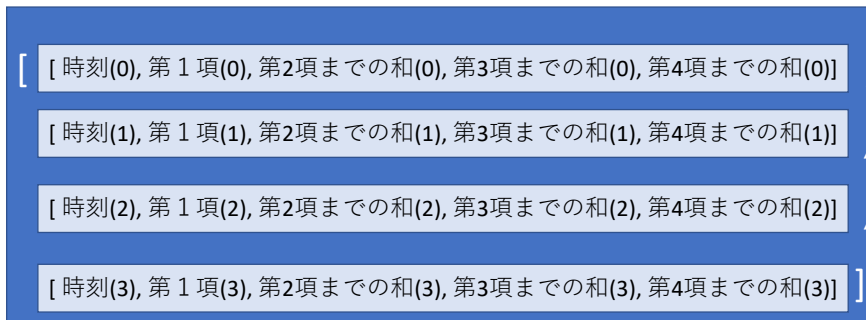 [ [ 時刻(0), 第１項(0), 第2項までの和(0), 第3項までの和(0), 第4項までの和(0)]
[ 時刻(1), 第１項(1), 第2項までの和(1), 第3項までの和(1), 第4項までの和(1)] ,
[ 時刻(2), 第１項(2), 第2項までの和(2), 第3項までの和(2), 第4項までの和(2)] ,
[ 時刻(3), 第１項(3), 第2項までの和(3), 第3項までの和(3), 第4項までの和(3)] ]